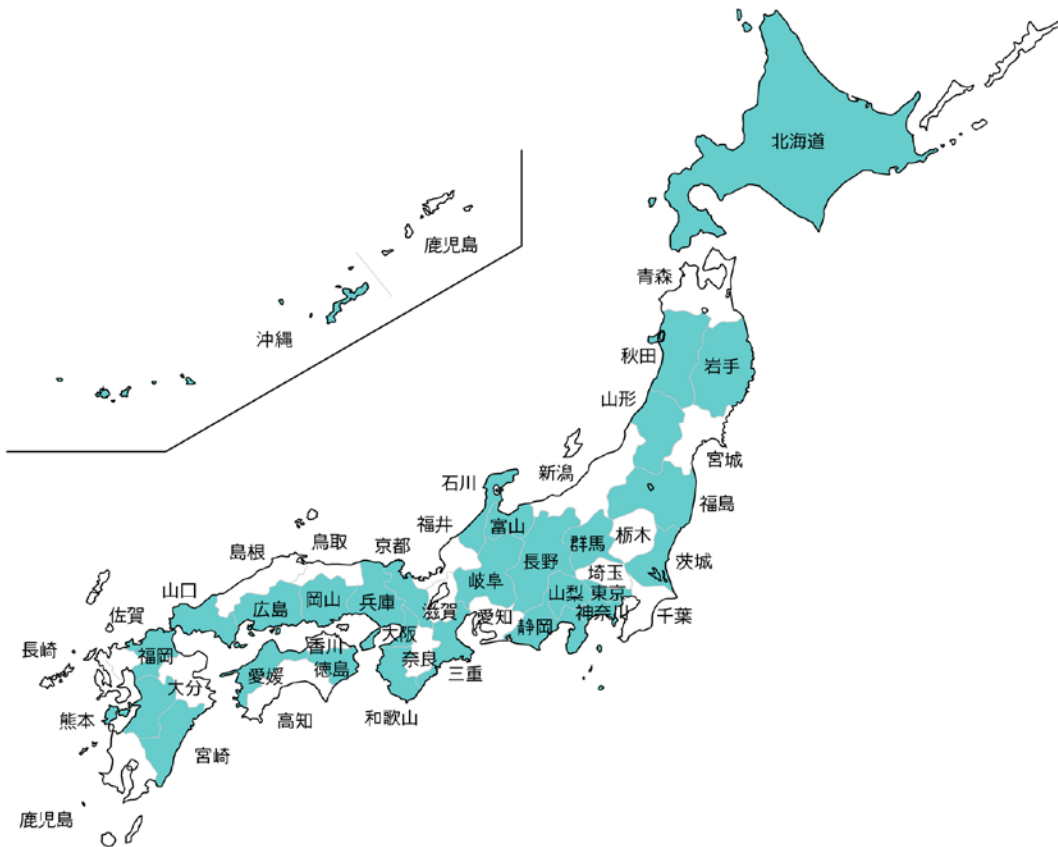 北海道
鹿児島
青森
沖縄
秋田
岩手
山形
宮城
新潟
石川
福島
富山
福井
栃木
群馬
鳥取
京都
島根
長野
茨城
埼玉
岐阜
山口
山梨
東京
岡山
兵庫
広島
滋賀
神奈川
佐賀
愛知
千葉
静岡
大阪
香川
長崎
福岡
奈良
徳島
三重
愛媛
大分
和歌山
熊本
高知
宮崎
鹿児島